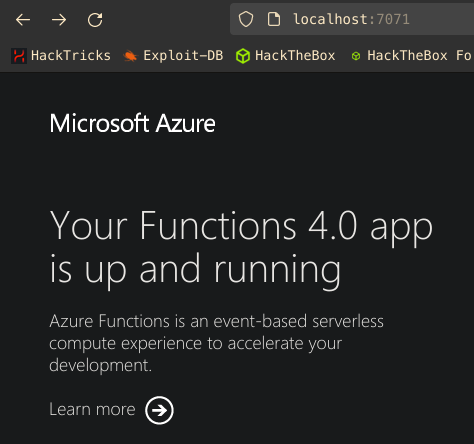 localhost:7071
HackTricks Exploit-DB HackTheBox HackTheBox Fo
Microsoft Azure
Your Functions 4.0 app
is up and running
Azure Functions is an event-based serverless
compute experience to accelerate your
development.
Learn more